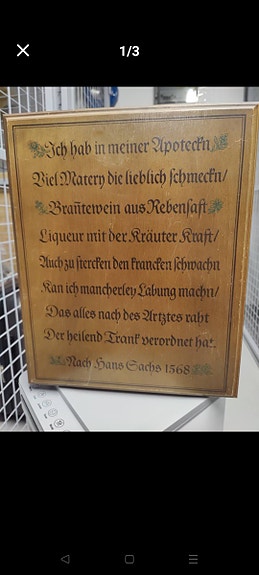 1/3
Ich hab in meiner Apoteckn
Viel Matery die lieblich schmeckn/
Brañtewein aus Rebensaft
Liqueur mit der Kräuter Kraft/
Auch zu stercken den krancken schwachn
Kan ich mancherley Labung machn/
Das alles nach des Artztes raht
Der heilend Trank verordnet hat.
Nach Hans Sachs 1568